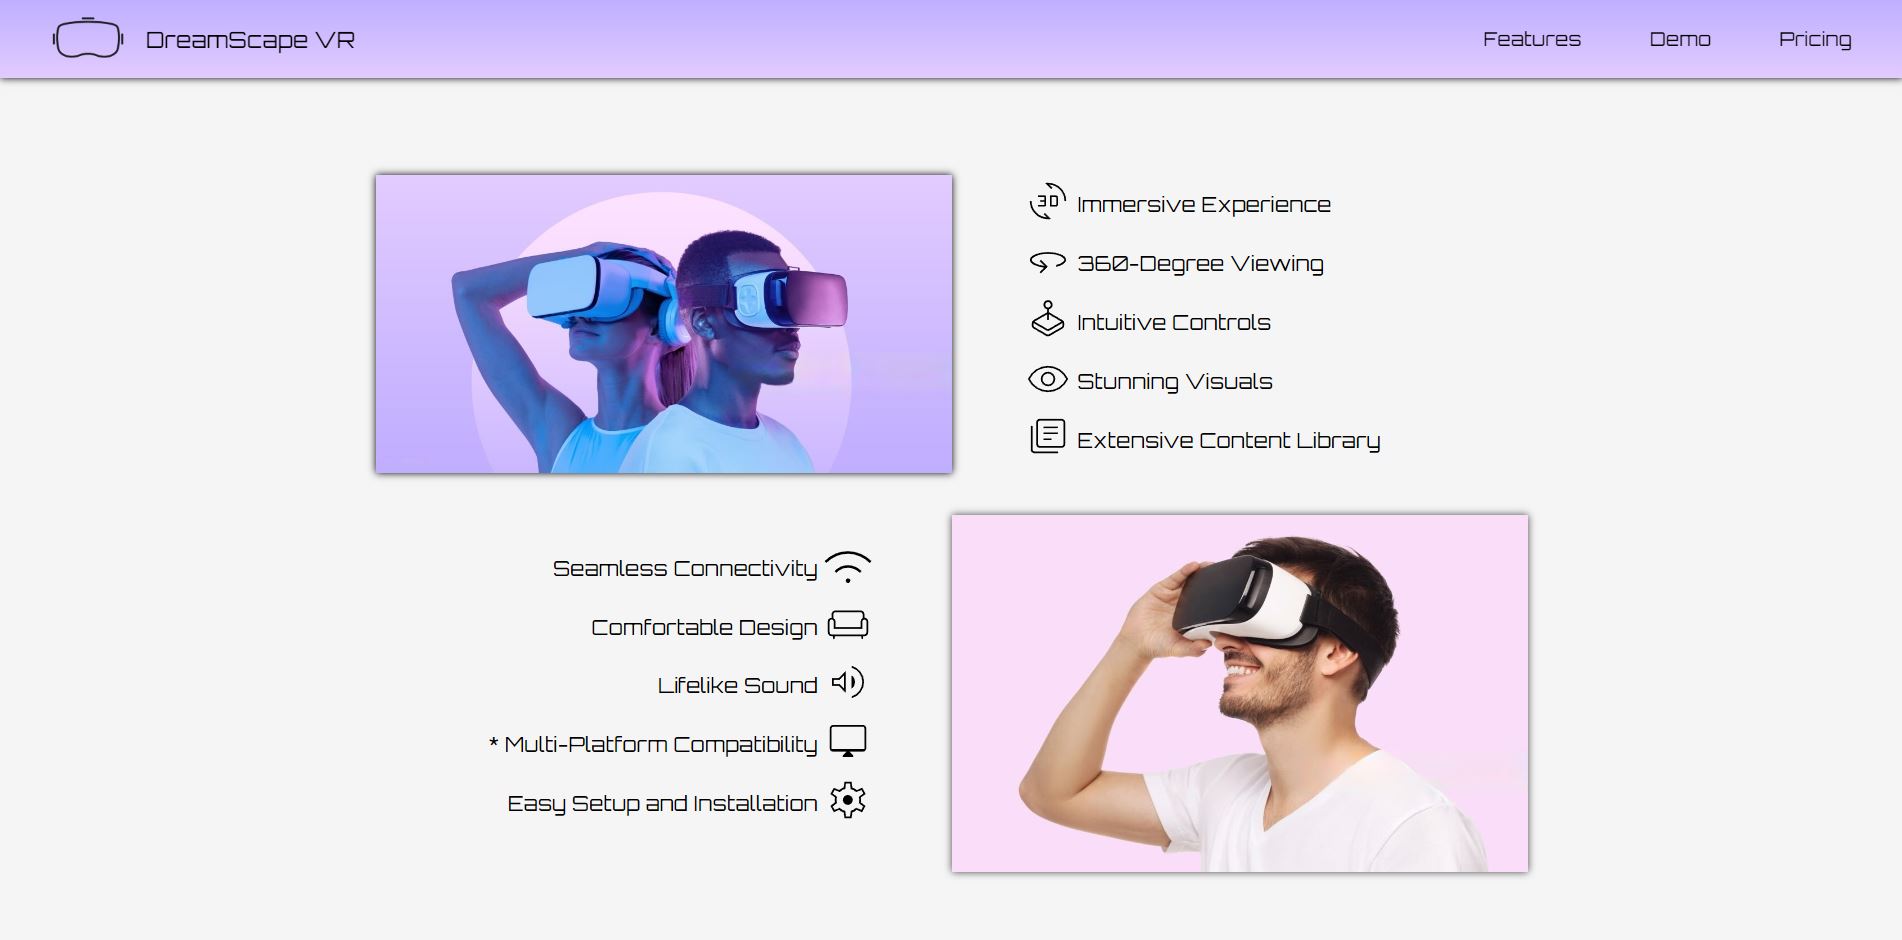 DreamScape VR
Features
Demo
Pricing
3D
Immersive Experience
360-Degree Viewing
Intuitive Controls
Stunning Visuals
Extensive Content Library
Seamless Connectivity
Comfortable Design
Lifelike Sound
* Multi-Platform Compatibility
Easy Setup and Installation